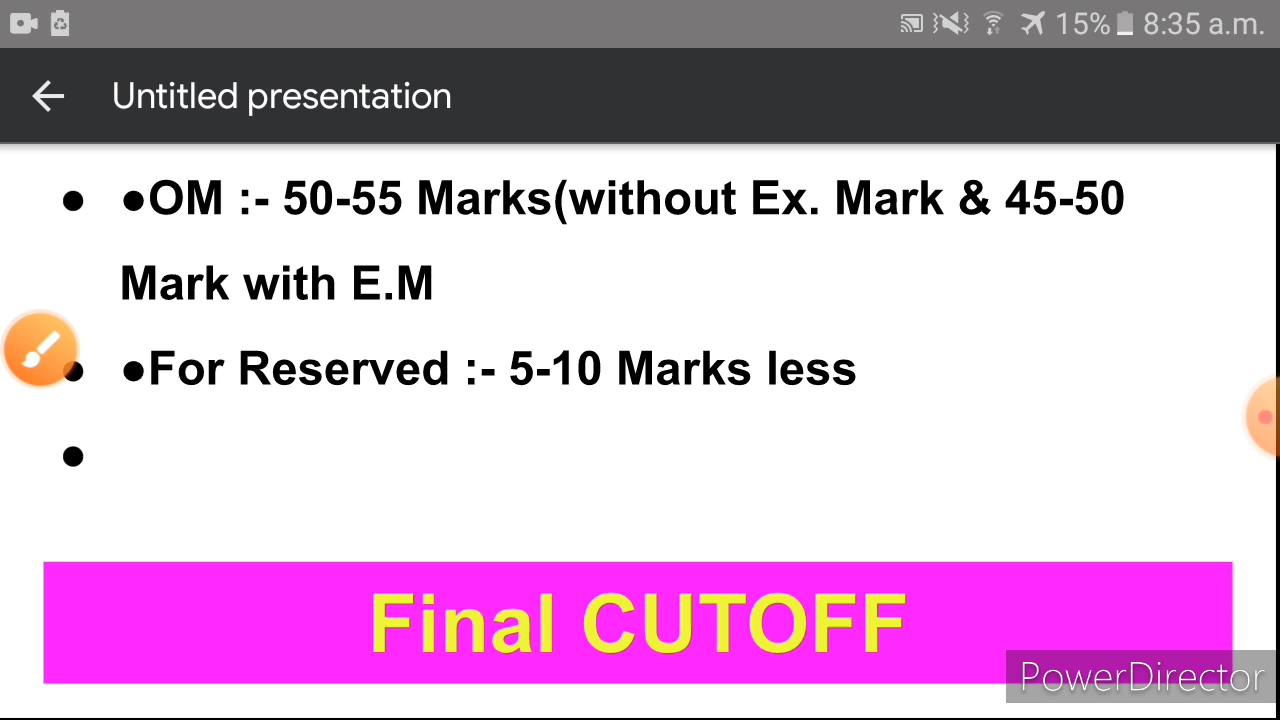 15% 8:35 a.m.
Untitled presentation
● ●OM :- 50-55 Marks(without Ex. Mark & 45-50
Mark with E.M
● ●For Reserved :- 5-10 Marks less
●
Final CUTOFF
PowerDirector